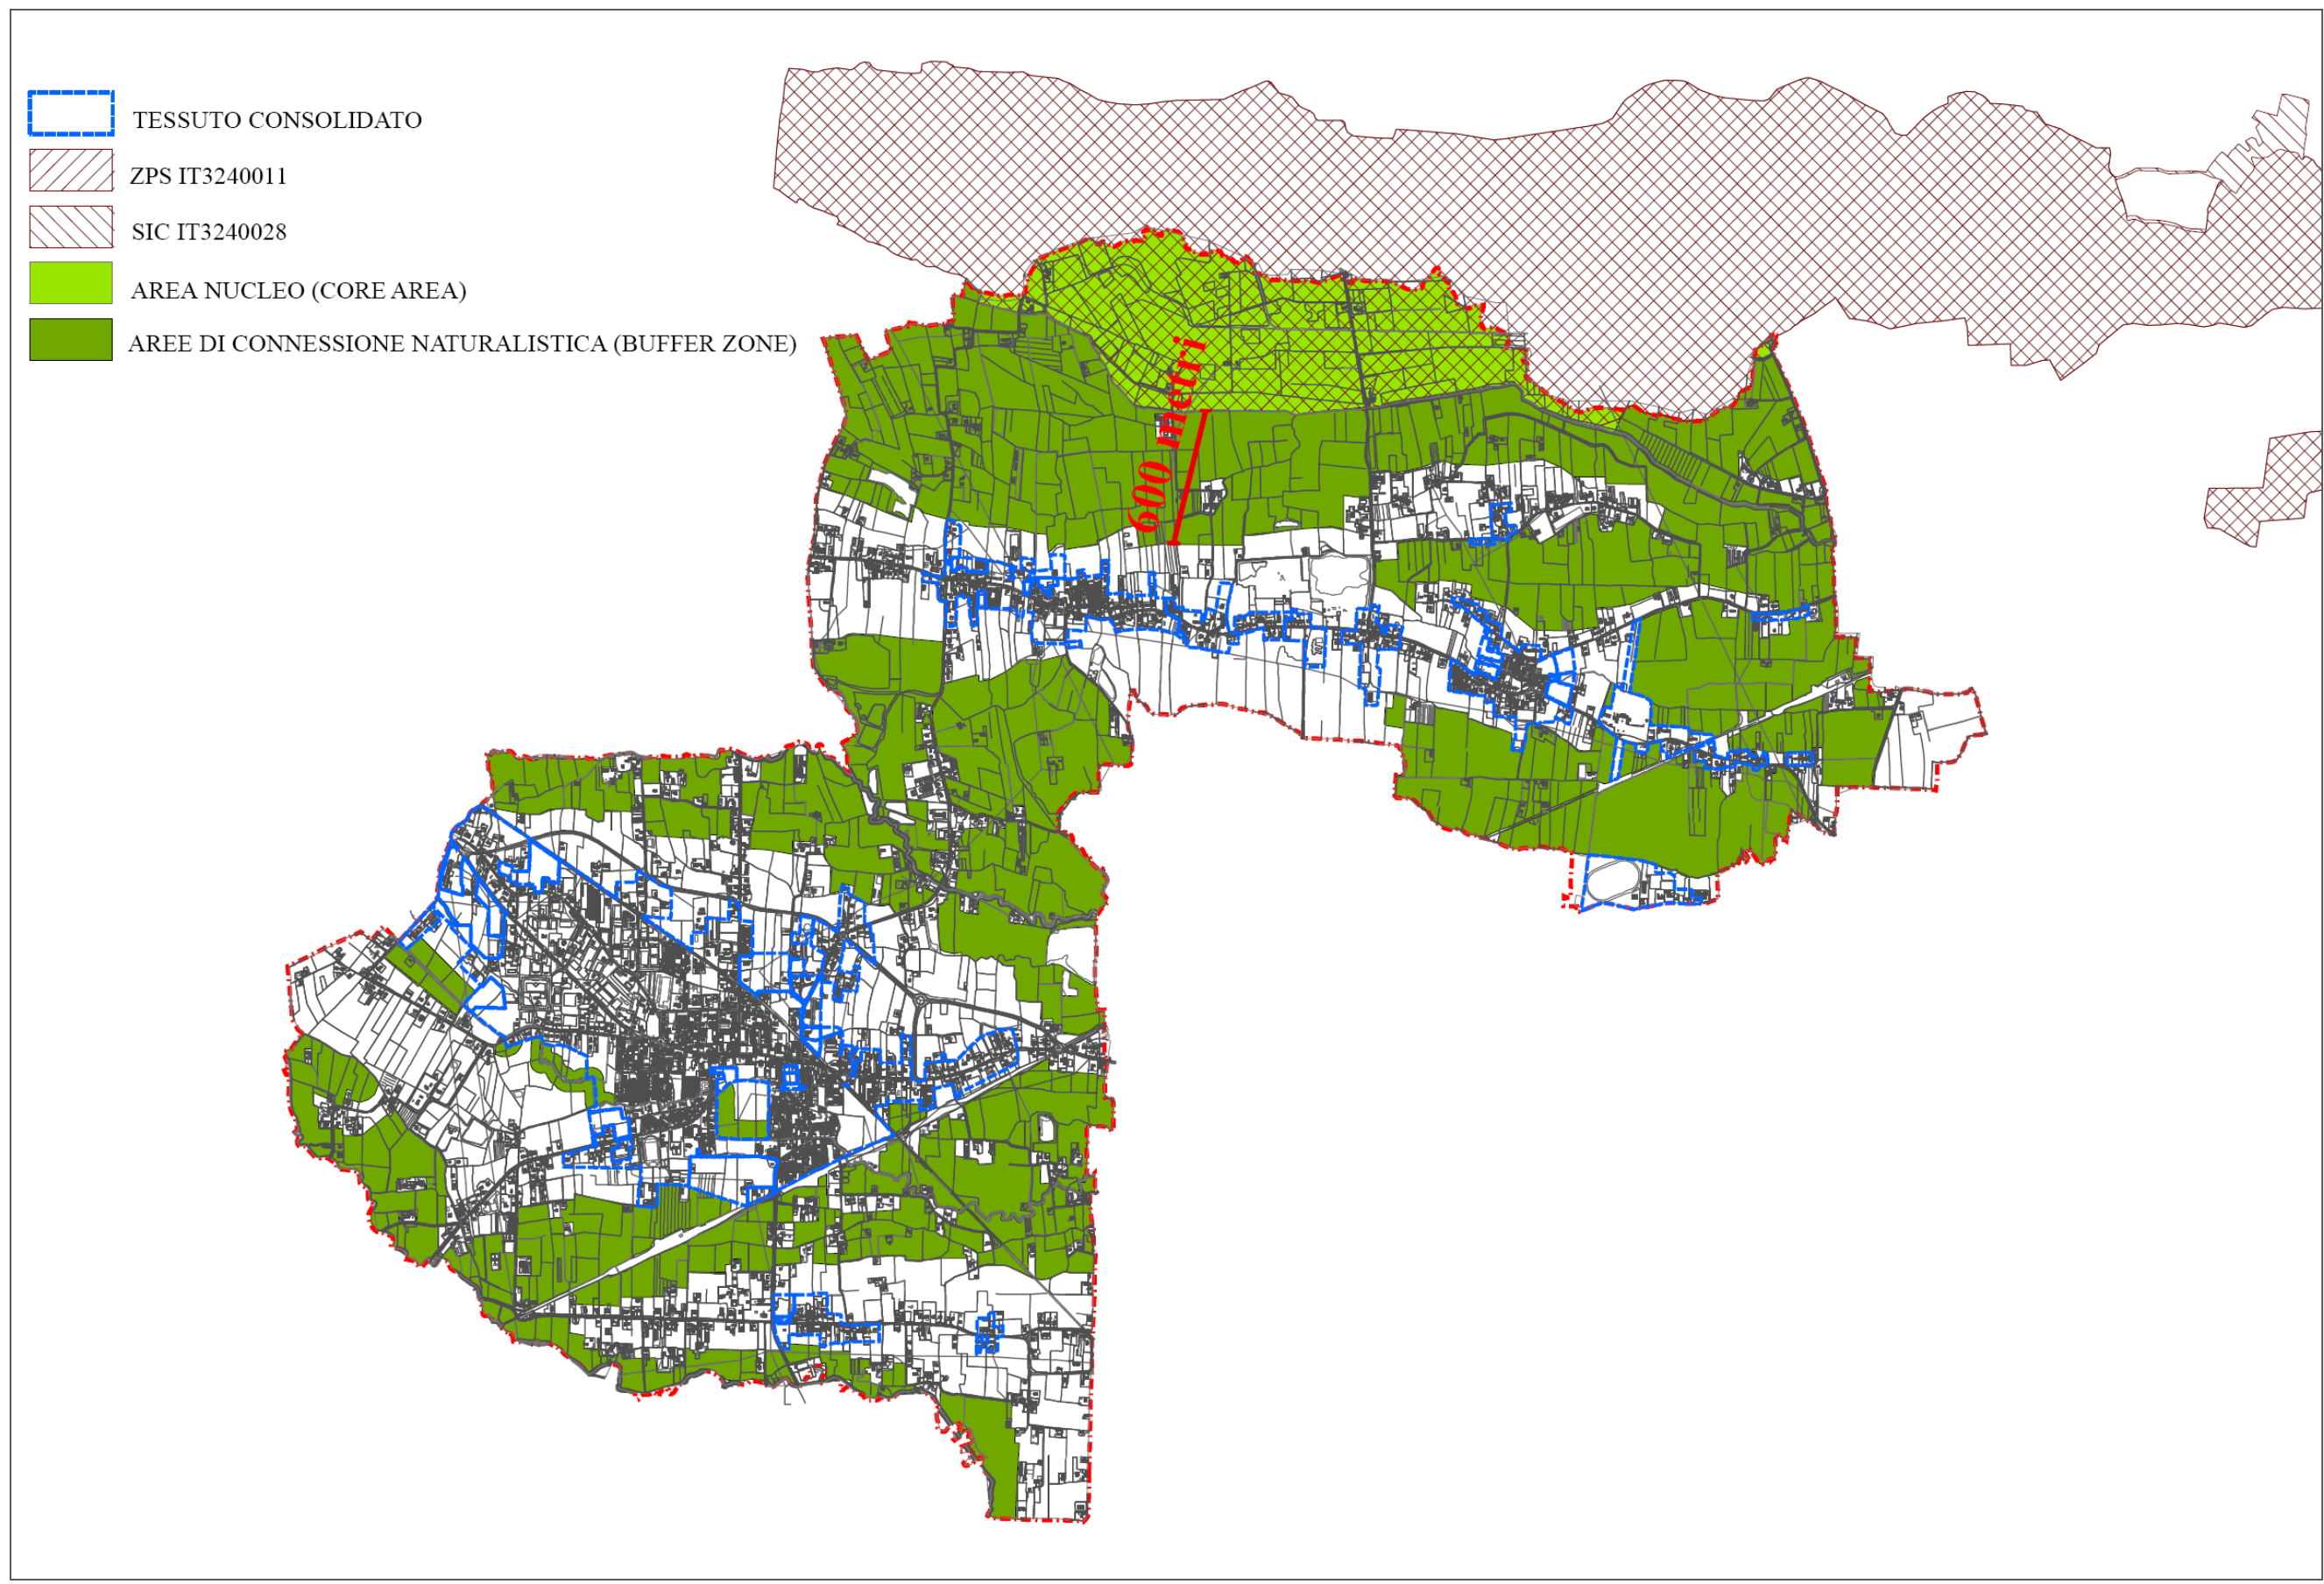 TESSUTO CONSOLIDATO
ZPS IT3240011
SIC IT3240028
AREA NUCLEO (CORE AREA)
AREE DI CONNESSIONE NATURALISTICA (BUFFER ZONE)
600 metri